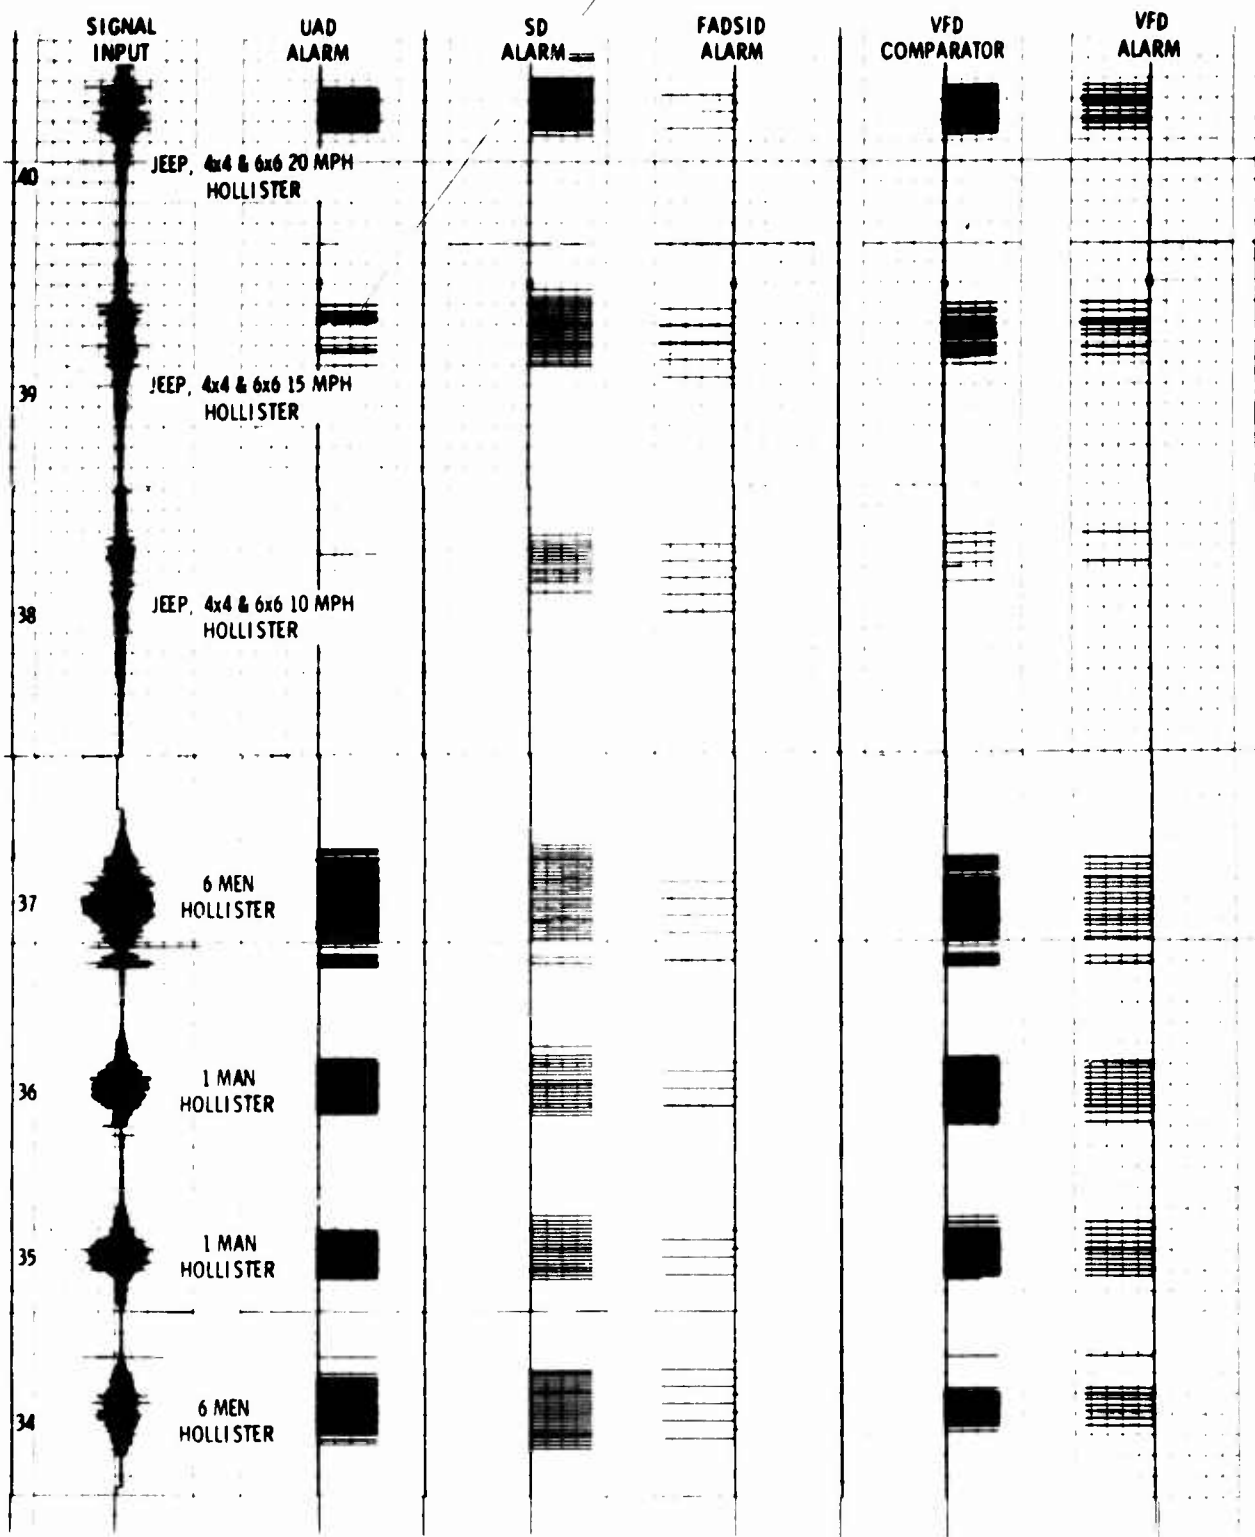 SIGNAL INPUT
UAD ALARM
SD ALARM
FADSID ALARM
VFD COMPARATOR
VFD ALARM
40
JEEP, 4x4 & 6x6 20 MPH
HOLLISTER
39
JEEP, 4x4 & 6x6 15 MPH
HOLLISTER
38
JEEP, 4x4 & 6x6 10 MPH
HOLLISTER
37
6 MEN
HOLLISTER
36
1 MAN
HOLLISTER
35
1 MAN
HOLLISTER
34
6 MEN
HOLLISTER